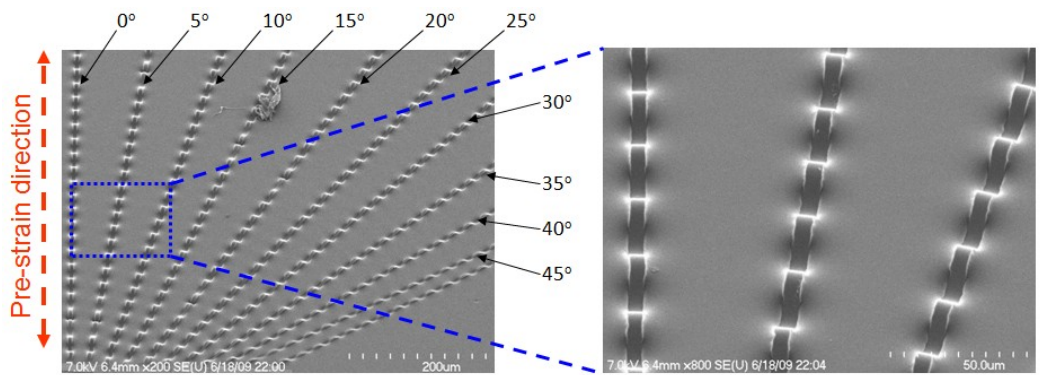 0° 5° 10° 15° 20° 25°
30°
35°
40°
45°
Pre-strain direction
7.0kV 6.4mm x200 SE(U) 6/18/09 22:00 200um
7.0kV 6.4mm x800 SE(U) 6/18/09 22:04 50.0um